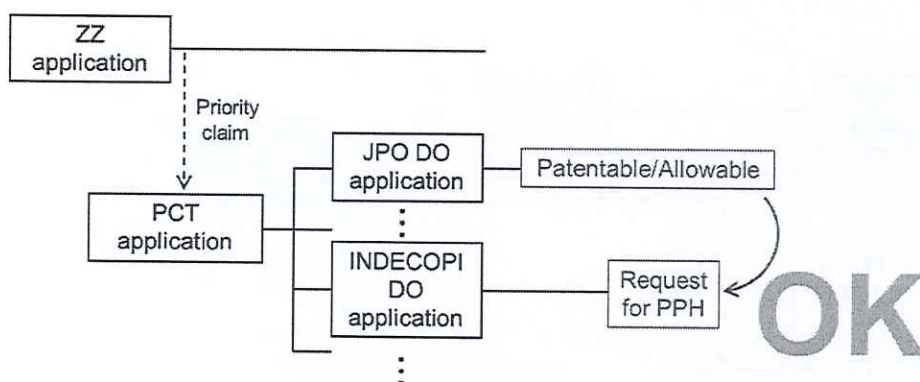 ZZ
application
Priority
claim
JPO DO
application
Patentable/Allowable
PCT
application
INDECOPI
DO
application
Request
for PPH
OK